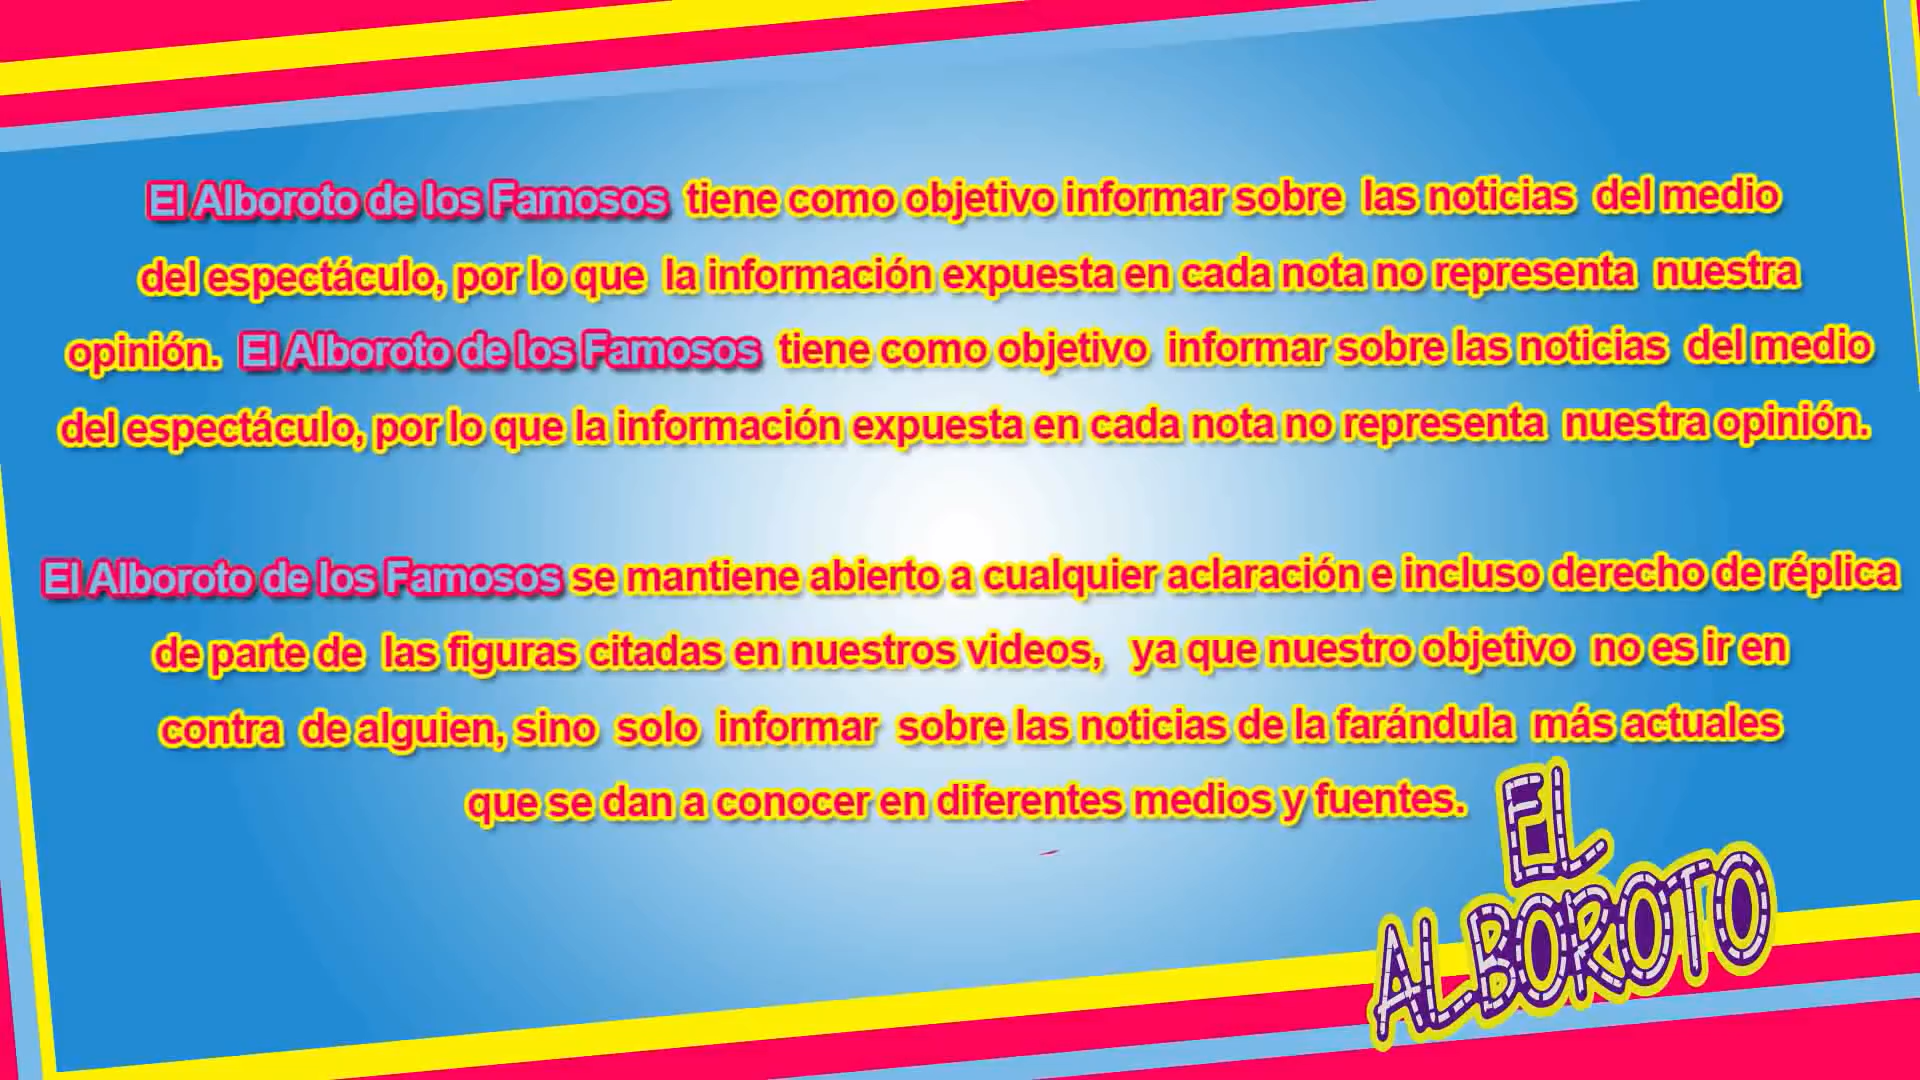 El Alboroto de los Famosos tiene como objetivo informar sobre las noticias del medio
del espectáculo, por lo que la información expuesta en cada nota no representa nuestra
opinión. El Alboroto de los Famosos tiene como objetivo informar sobre las noticias del medio
del espectáculo, por lo que la información expuesta en cada nota no representa nuestra opinión.
El Alboroto de los Famosos se mantiene abierto a cualquier aclaración e incluso derecho de réplica
de parte de las figuras citadas en nuestros videos, ya que nuestro objetivo no es ir en
contra de alguien, sino solo informar sobre las noticias de la farándula más actuales
que se dan a conocer en diferentes medios y fuentes.
EL
ALBOROTO